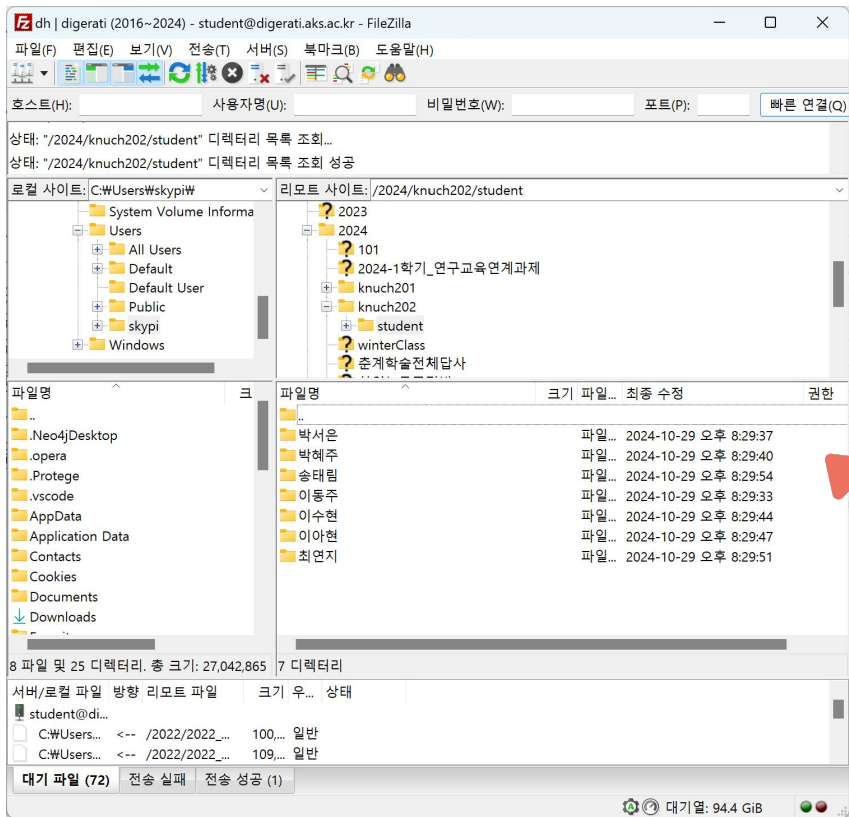 dh | digerati (2016~2024) - student@digerati.aks.ac.kr - FileZilla
파일(F) 편집(E) 보기(V) 전송(T) 서버(S) 북마크(B) 도움말(H)
호스트(H): 사용자명(U): 비밀번호(W): 포트(P): 빠른 연결(Q)
상태: "/2024/knuch202/student" 디렉터리 목록 조회...
상태: "/2024/knuch202/student" 디렉터리 목록 조회 성공
로컬 사이트: C:₩Users₩skypi₩
System Volume Informa
Users
All Users
Default
Default User
Public
skypi
Windows
리모트 사이트: /2024/knuch202/student
2023
2024
101
2024-1학기_연구교육연계과제
knuch201
knuch202
student
winterClass
춘계학술전체답사
파일명 크
..
.Neo4jDesktop
.opera
.Protege
.vscode
AppData
Application Data
Contacts
Cookies
Documents
Downloads
8 파일 및 25 디렉터리. 총 크기: 27,042,865
파일명 크기 파일... 최종 수정 권한
..
박서은 파일... 2024-10-29 오후 8:29:37
박혜주 파일... 2024-10-29 오후 8:29:40
송태림 파일... 2024-10-29 오후 8:29:54
이동주 파일... 2024-10-29 오후 8:29:33
이수현 파일... 2024-10-29 오후 8:29:44
이아현 파일... 2024-10-29 오후 8:29:47
최연지 파일... 2024-10-29 오후 8:29:51
7 디렉터리
서버/로컬 파일 방향 리모트 파일 크기 우... 상태
student@di...
C:₩Users... <-- /2022/2022_... 100,... 일반
C:₩Users... <-- /2022/2022_... 109,... 일반
대기 파일 (72) 전송 실패 전송 성공 (1)
대기열: 94.4 GiB